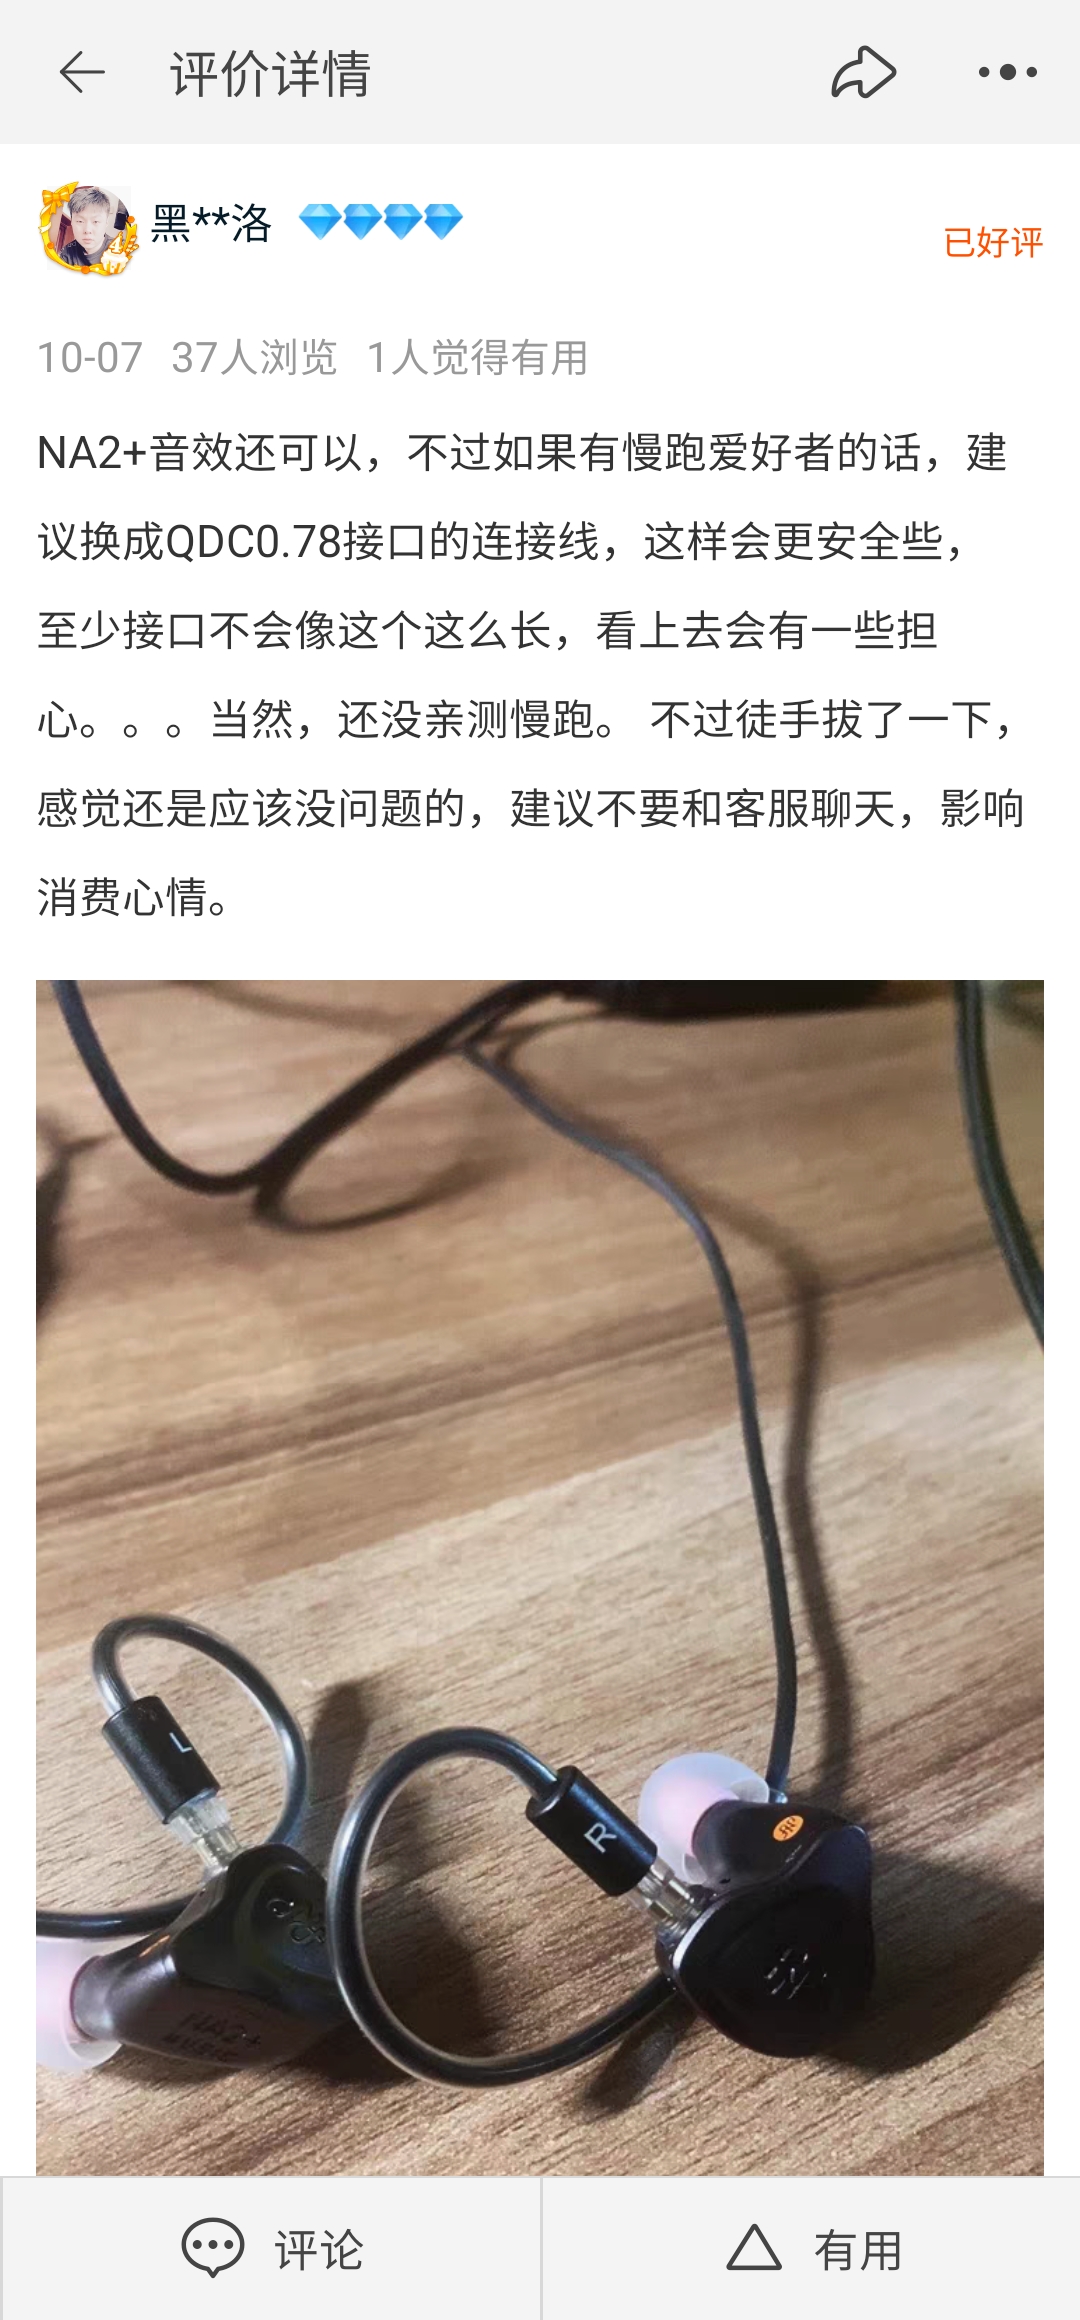 评价详情
黑**洛
已好评
10-07 37人浏览 1人觉得有用
NA2+音效还可以，不过如果有慢跑爱好者的话，建
议换成QDC0.78接口的连接线，这样会更安全些，
至少接口不会像这个这么长，看上去会有一些担
心。。。当然，还没亲测慢跑。 不过徒手拔了一下，
感觉还是应该没问题的，建议不要和客服聊天，影响
消费心情。
L
R
NA2+
评论
有用